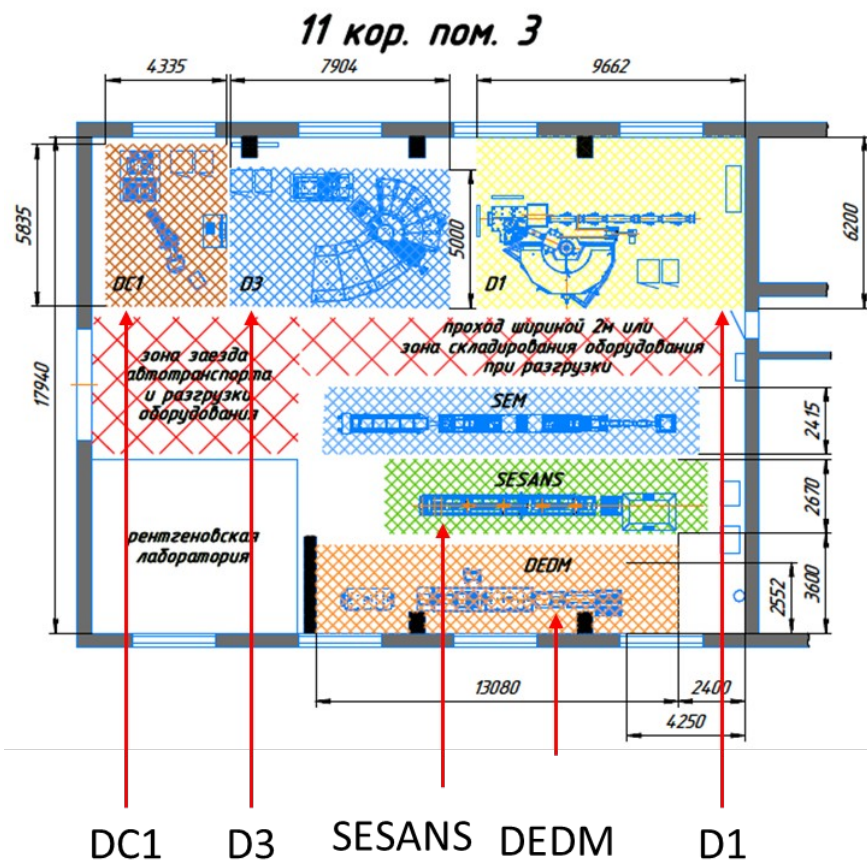 11 кор. пом. 3
4335
7904
9662
5835
5000
6200
DC1
D3
D1
проход шириной 2м или
зона складирования оборудования
при разгрузки
зона заезда
автотранспорта
и разгрузки
оборудования
17940
SEM
2415
SESANS
2670
рентгеновская
лаборатория
DEDM
2552
3600
13080
2400
4250
DC1
D3
SESANS
DEDM
D1